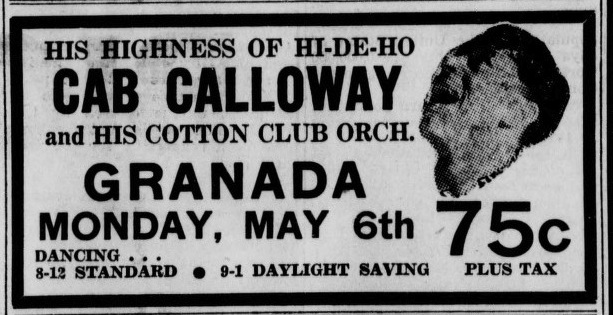 HIS HIGHNESS OF HI-DE-HO
CAB CALLOWAY
and HIS COTTON CLUB ORCH.
GRANADA
MONDAY, MAY 6th
75c
DANCING . . .
8-12 STANDARD ● 9-1 DAYLIGHT SAVING
PLUS TAX